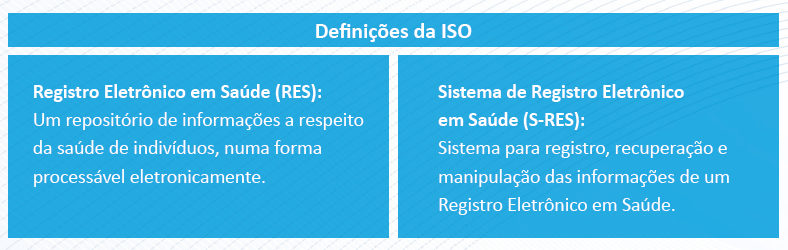 Definições da ISO
Registro Eletrônico em Saúde (RES):
Um repositório de informações a respeito
da saúde de indivíduos, numa forma
processável eletronicamente.
Sistema de Registro Eletrônico
em Saúde (S-RES):
Sistema para registro, recuperação e
manipulação das informações de um
Registro Eletrônico em Saúde.